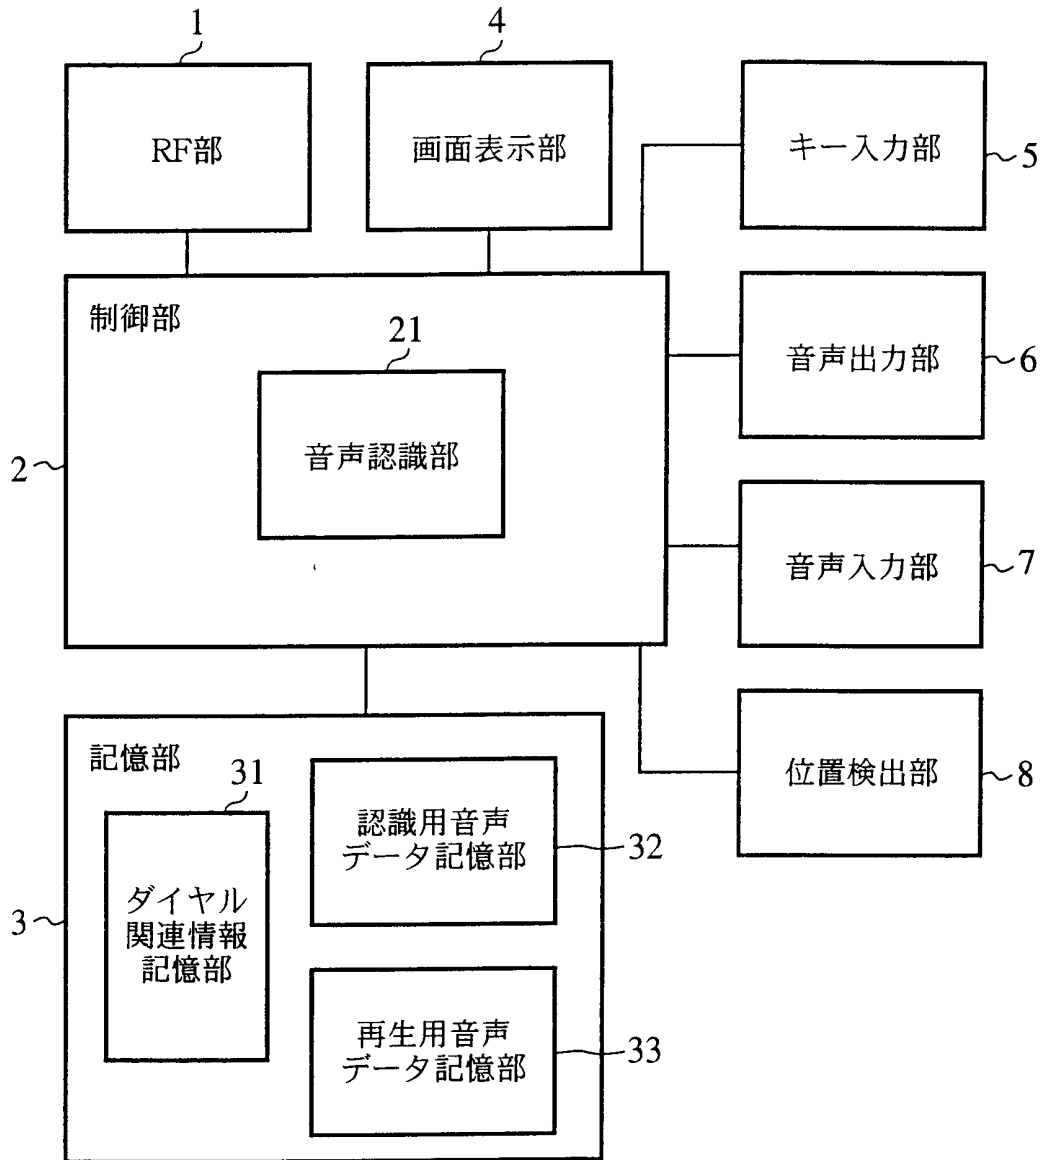 1
RF部
4
画面表示部
キー入力部
5
制御部
2
21
音声認識部
音声出力部
6
音声入力部
7
位置検出部
8
記憶部
3
31
ダイヤル
関連情報
記憶部
認識用音声
データ記憶部
32
再生用音声
データ記憶部
33